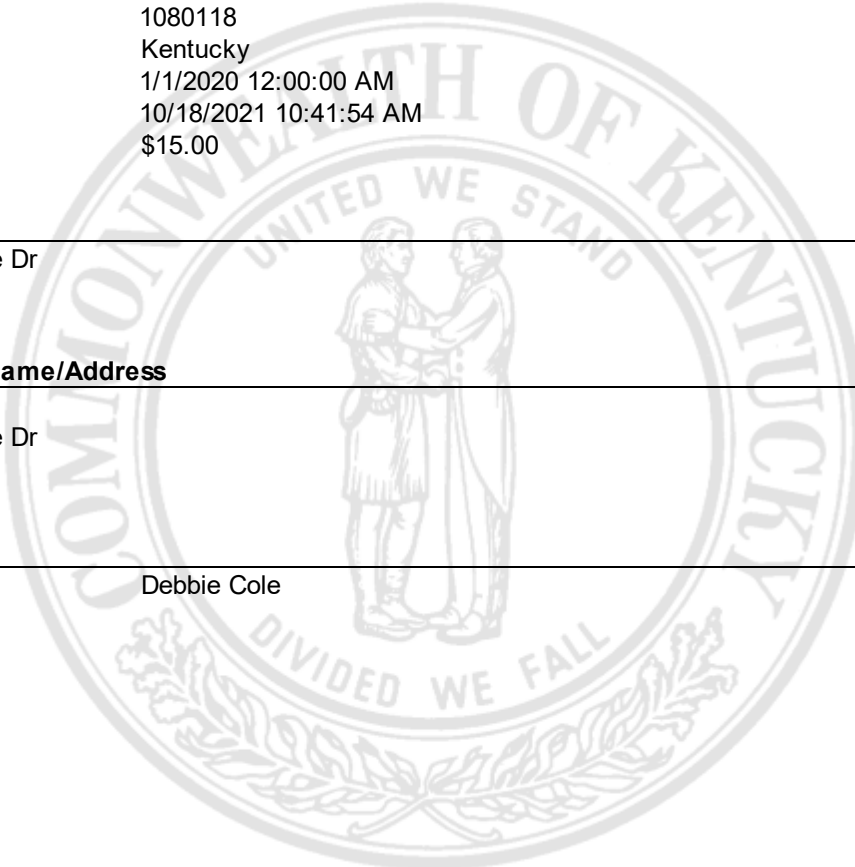 1080118
Kentucky
1/1/2020 12:00:00 AM
10/18/2021 10:41:54 AM
$15.00
Dr
ame/Address
Dr
Debbie Cole
COMMONWEALTH OF KENTUCKY
UNITED WE STAND
DIVIDED WE FALL